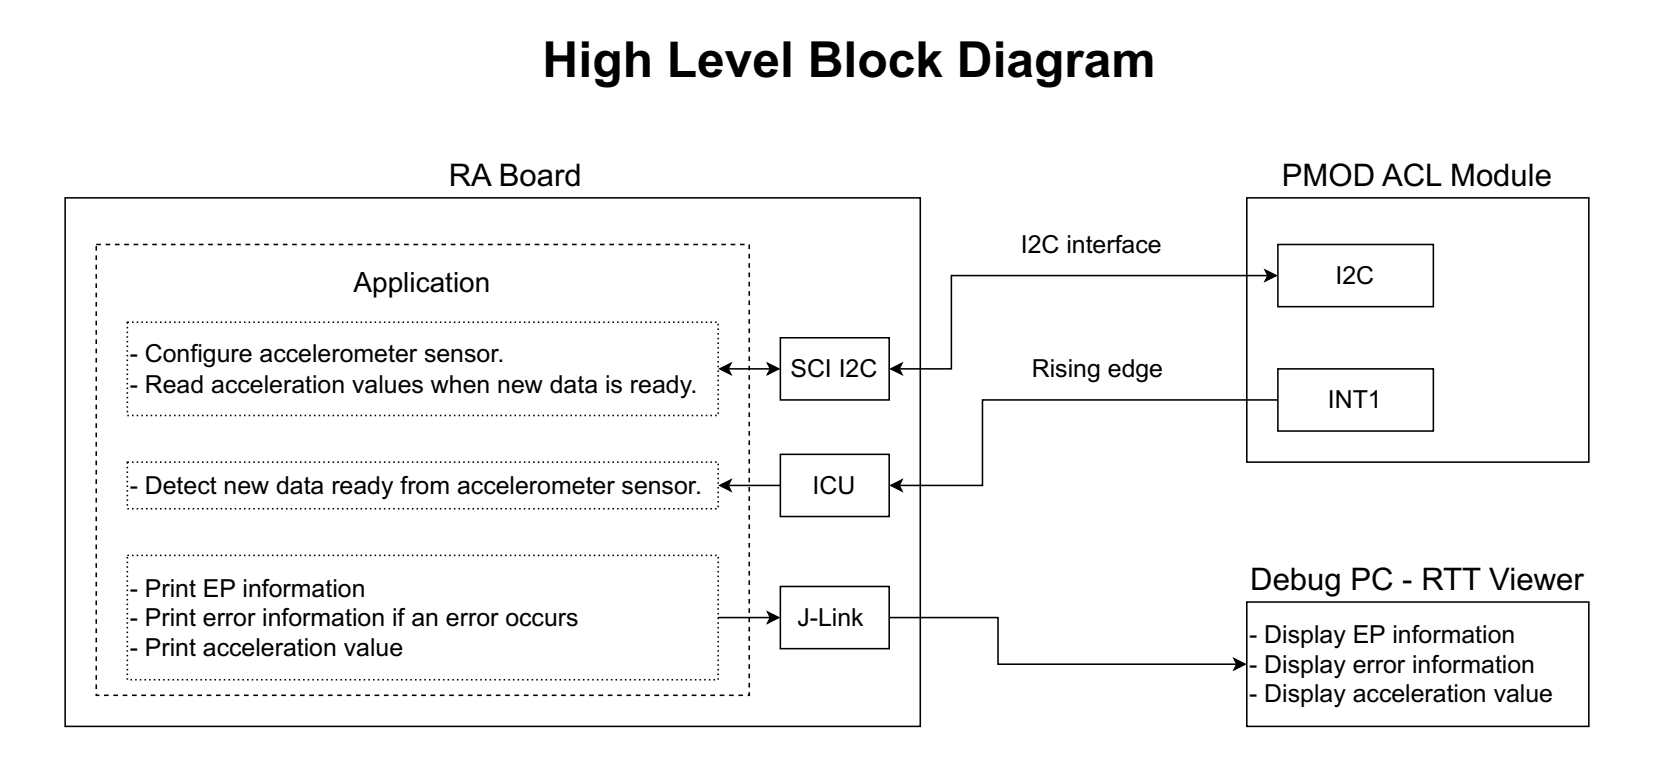 High Level Block Diagram
RA Board
Application
- Configure accelerometer sensor.
- Read acceleration values when new data is ready.
- Detect new data ready from accelerometer sensor.
- Print EP information
- Print error information if an error occurs
- Print acceleration value
SCI I2C
ICU
J-Link
I2C interface
Rising edge
PMOD ACL Module
I2C
INT1
Debug PC - RTT Viewer
- Display EP information
- Display error information
- Display acceleration value